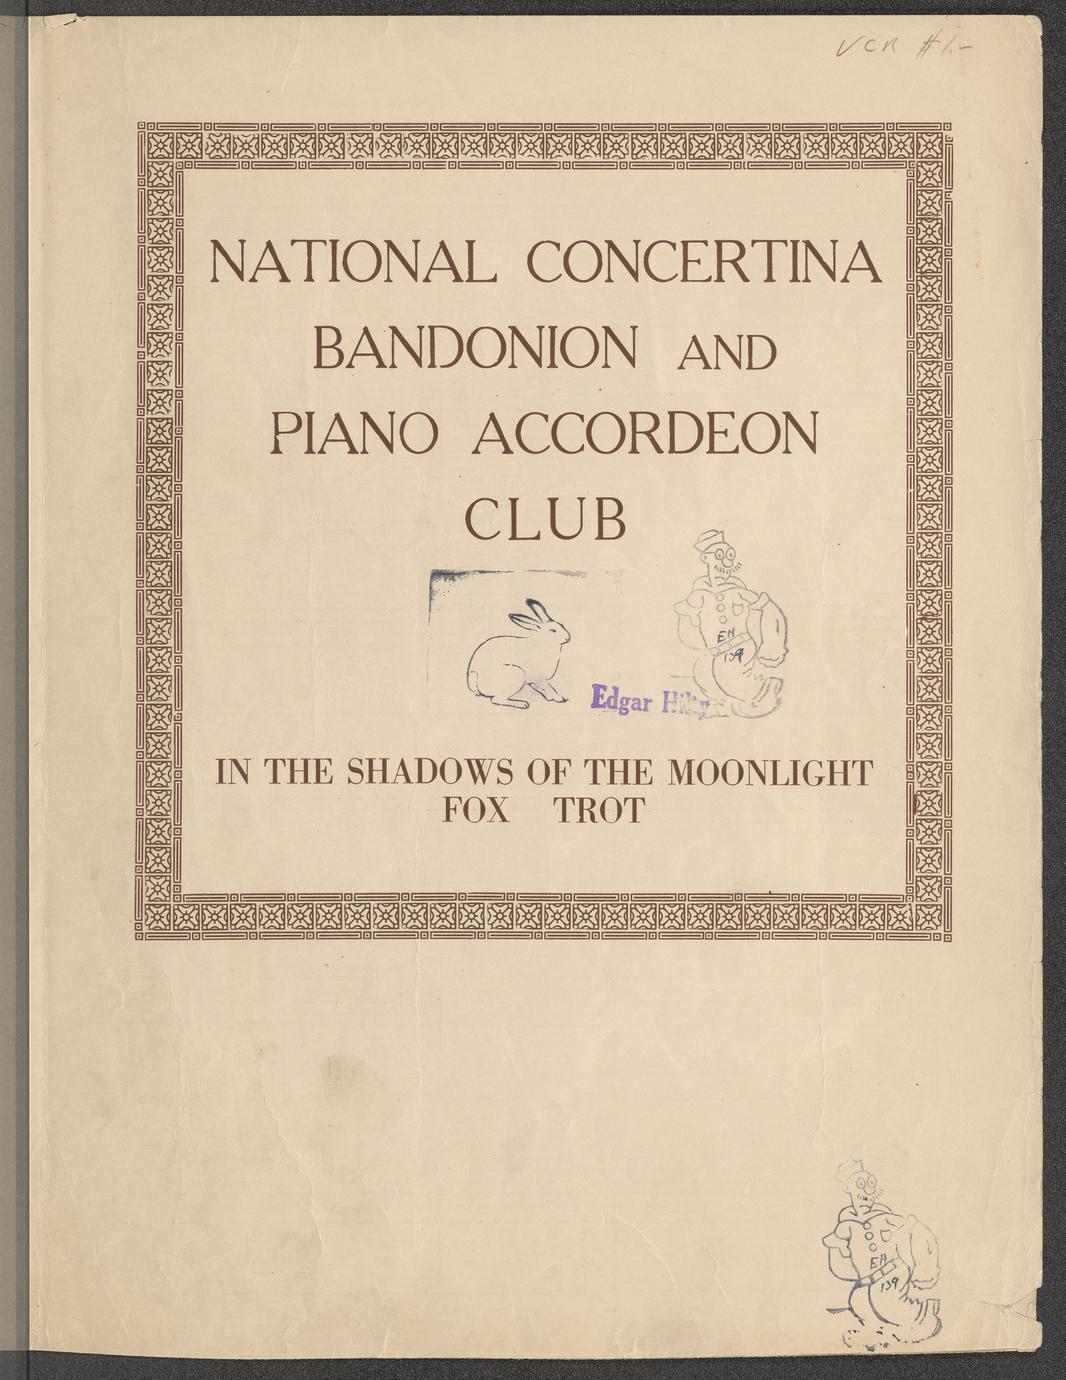 VCR $1.-
NATIONAL CONCERTINA
BANDONION AND
PIANO ACCORDEON
CLUB
EH
139
Edgar
IN THE SHADOWS OF THE MOONLIGHT
FOX TROT
EH
139